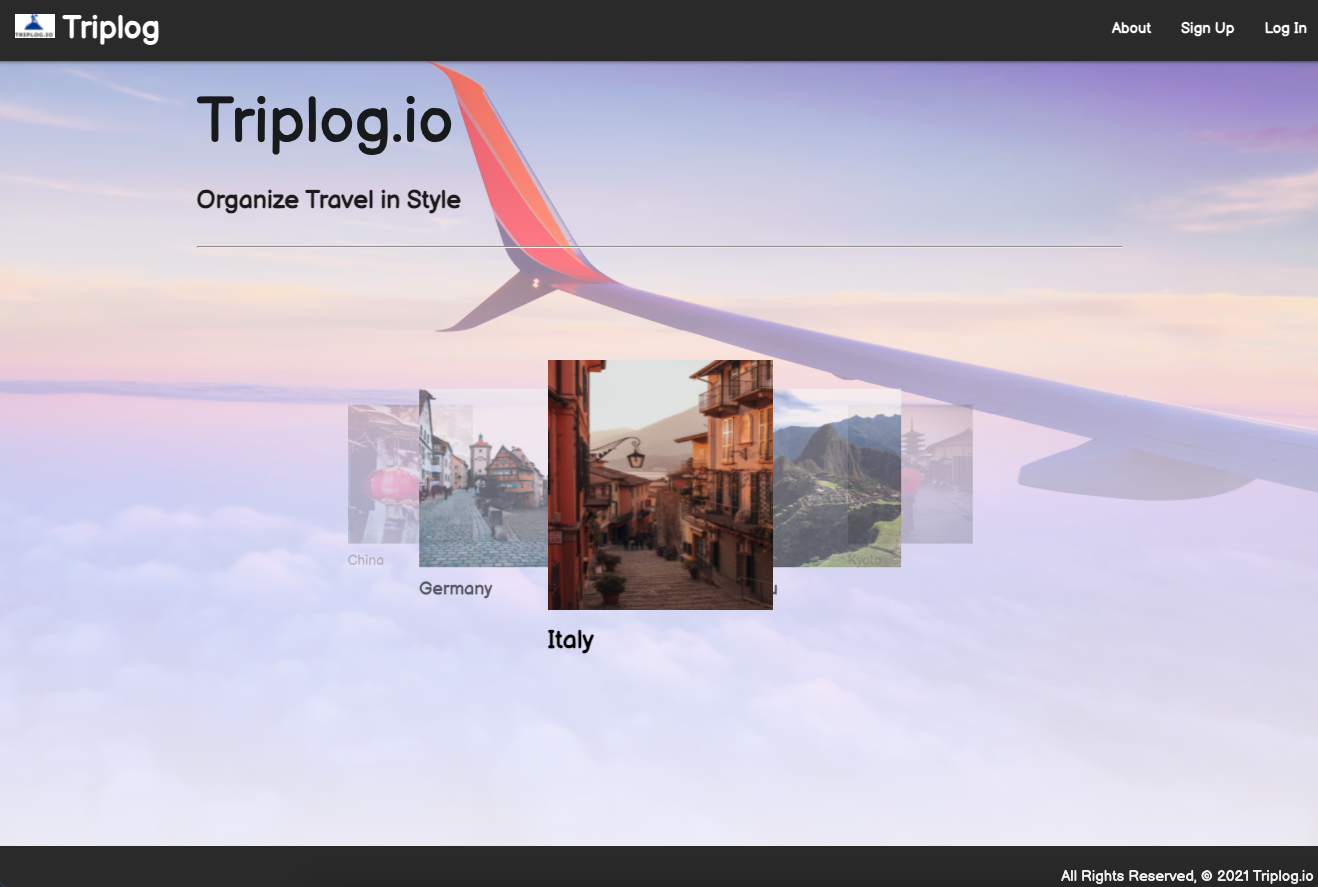 TRIPLOG.IO
Triplog
About
Sign Up
Log In
Triplog.io
Organize Travel in Style
China
Germany
Italy
Kyoto
All Rights Reserved, © 2021 Triplog.io